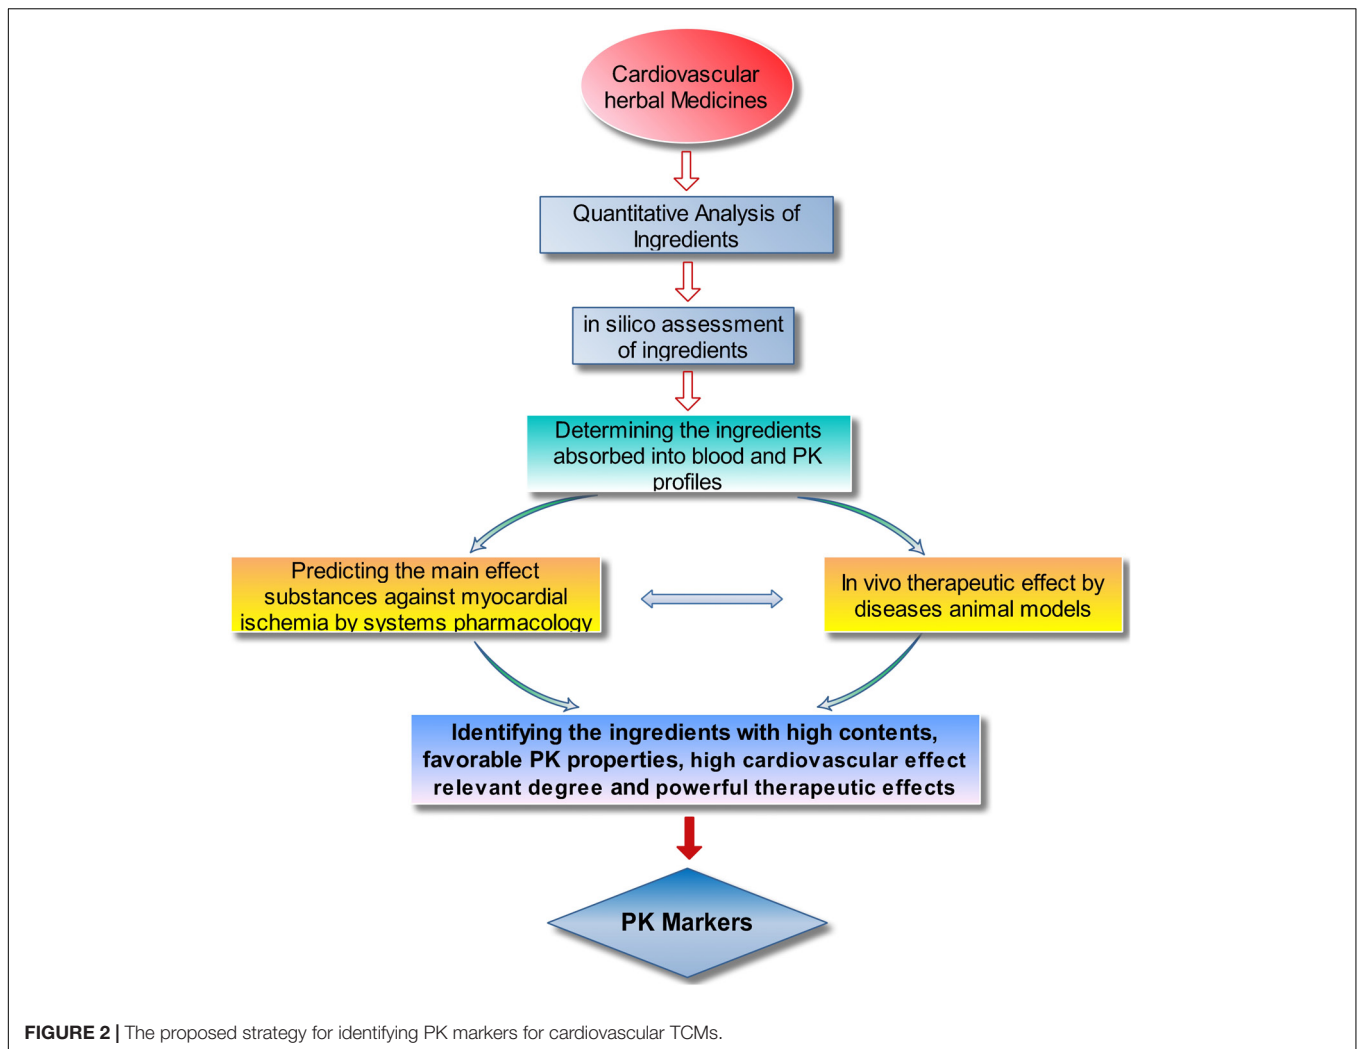 Cardiovascular
herbal Medicines
Quantitative Analysis of
Ingredients
in silico assessment
of ingredients
Determining the ingredients
absorbed into blood and PK
profiles
Predicting the main effect
substances against myocardial
ischemia by systems pharmacology
In vivo therapeutic effect by
diseases animal models
Identifying the ingredients with high contents,
favorable PK properties, high cardiovascular effect
relevant degree and powerful therapeutic effects
PK Markers
FIGURE 2 | The proposed strategy for identifying PK markers for cardiovascular TCMs.